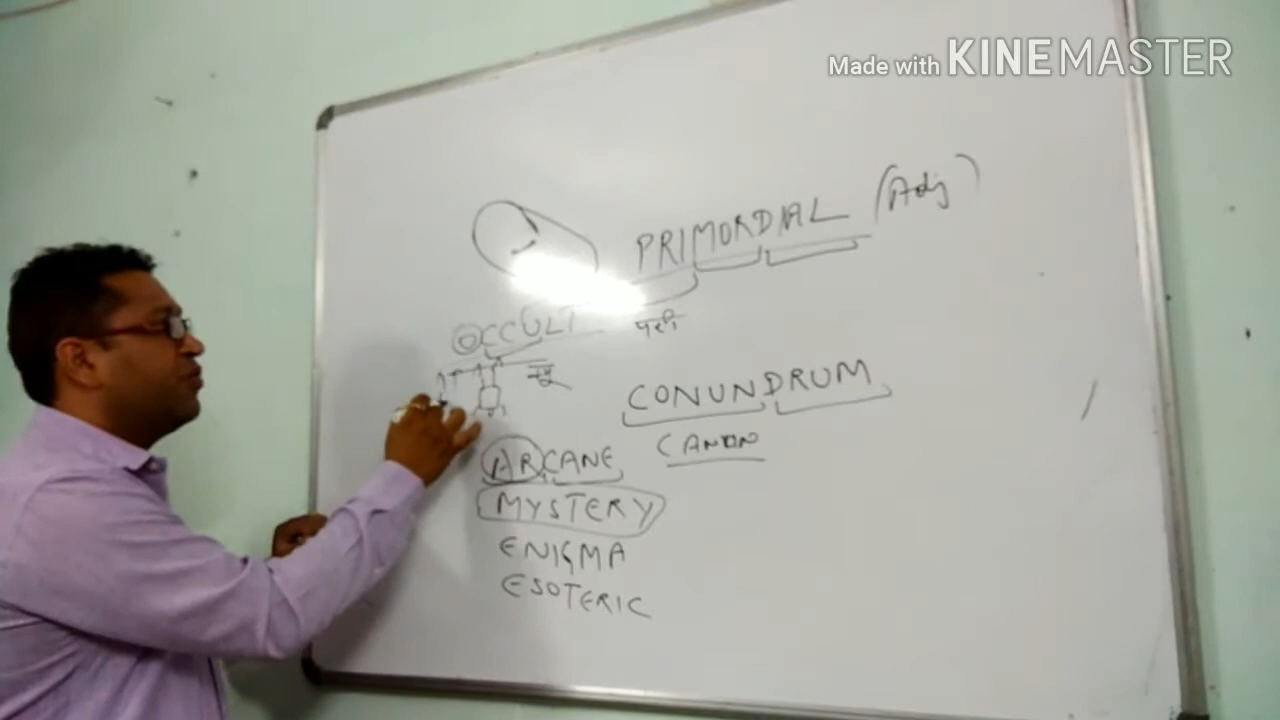 Made with KINEMASTER
PRIMORDIAL (Adj)
OCCULT
CONUNDRUM
CANON
ARCANE
MYSTERY
ENIGMA
ESOTERIC